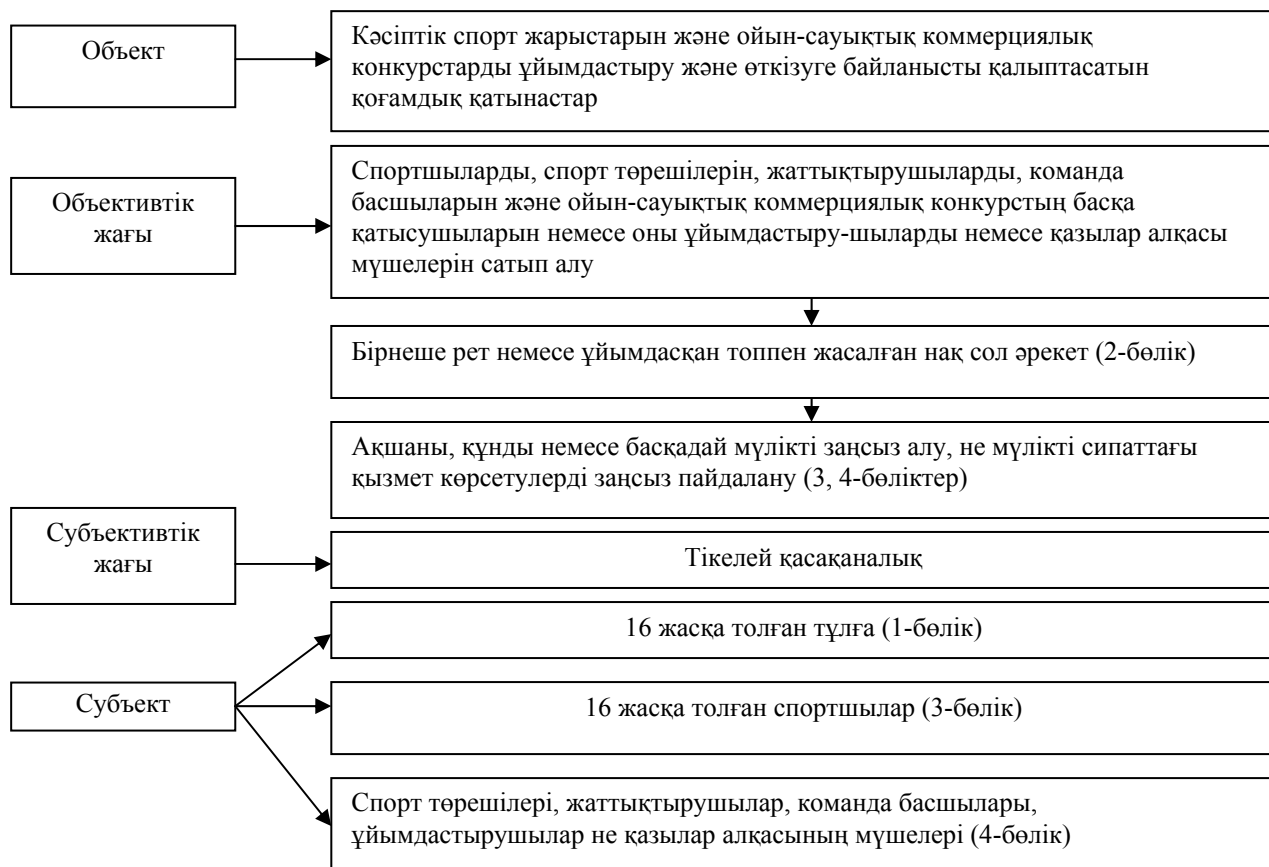 Объект
Кәсіптік спорт жарыстарын және ойын-сауықтық коммерциялық
конкурстарды ұйымдастыру және өткізуге байланысты қалыптасатын
қоғамдық қатынастар
Объективтік
жағы
Спортшыларды, спорт төрешілерін, жаттықтырушыларды, команда
басшыларын және ойын-сауықтық коммерциялық конкурстың басқа
қатысушыларын немесе оны ұйымдастыру-шыларды немесе қазылар алқасы
мүшелерін сатып алу
Бірнеше рет немесе ұйымдасқан топпен жасалған нақ сол әрекет (2-бөлік)
Ақшаны, құнды немесе басқадай мүлікті заңсыз алу, не мүлікті сипаттағы
қызмет көрсетулерді заңсыз пайдалану (3, 4-бөліктер)
Субъективтік
жағы
Тікелей қасақаналық
Субъект
16 жасқа толған тұлға (1-бөлік)
16 жасқа толған спортшылар (3-бөлік)
Спорт төрешілері, жаттықтырушылар, команда басшылары,
ұйымдастырушылар не қазылар алқасының мүшелері (4-бөлік)